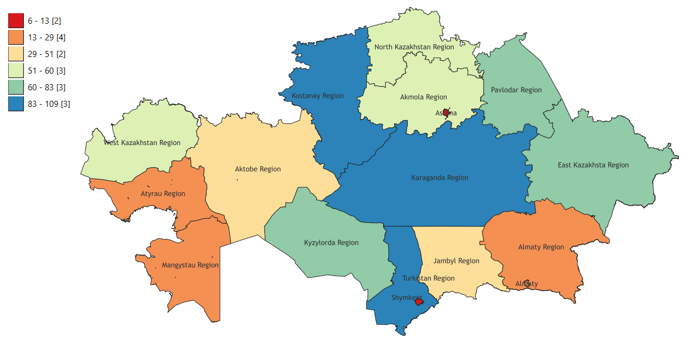 6 - 13 [2]
13 - 29 [4]
29 - 51 [2]
51 - 60 [3]
60 - 83 [3]
83 - 109 [3]
North Kazakhstan Region
Kostanay Region
Akmola Region
Pavlodar Region
Astana
West Kazakhstan Region
Aktobe Region
East Kazakhsta Region
Karaganda Region
Atyrau Region
Kyzylorda Region
Almaty Region
Mangystau Region
Jambyl Region
Turkistan Region
Almaty
Shymkent